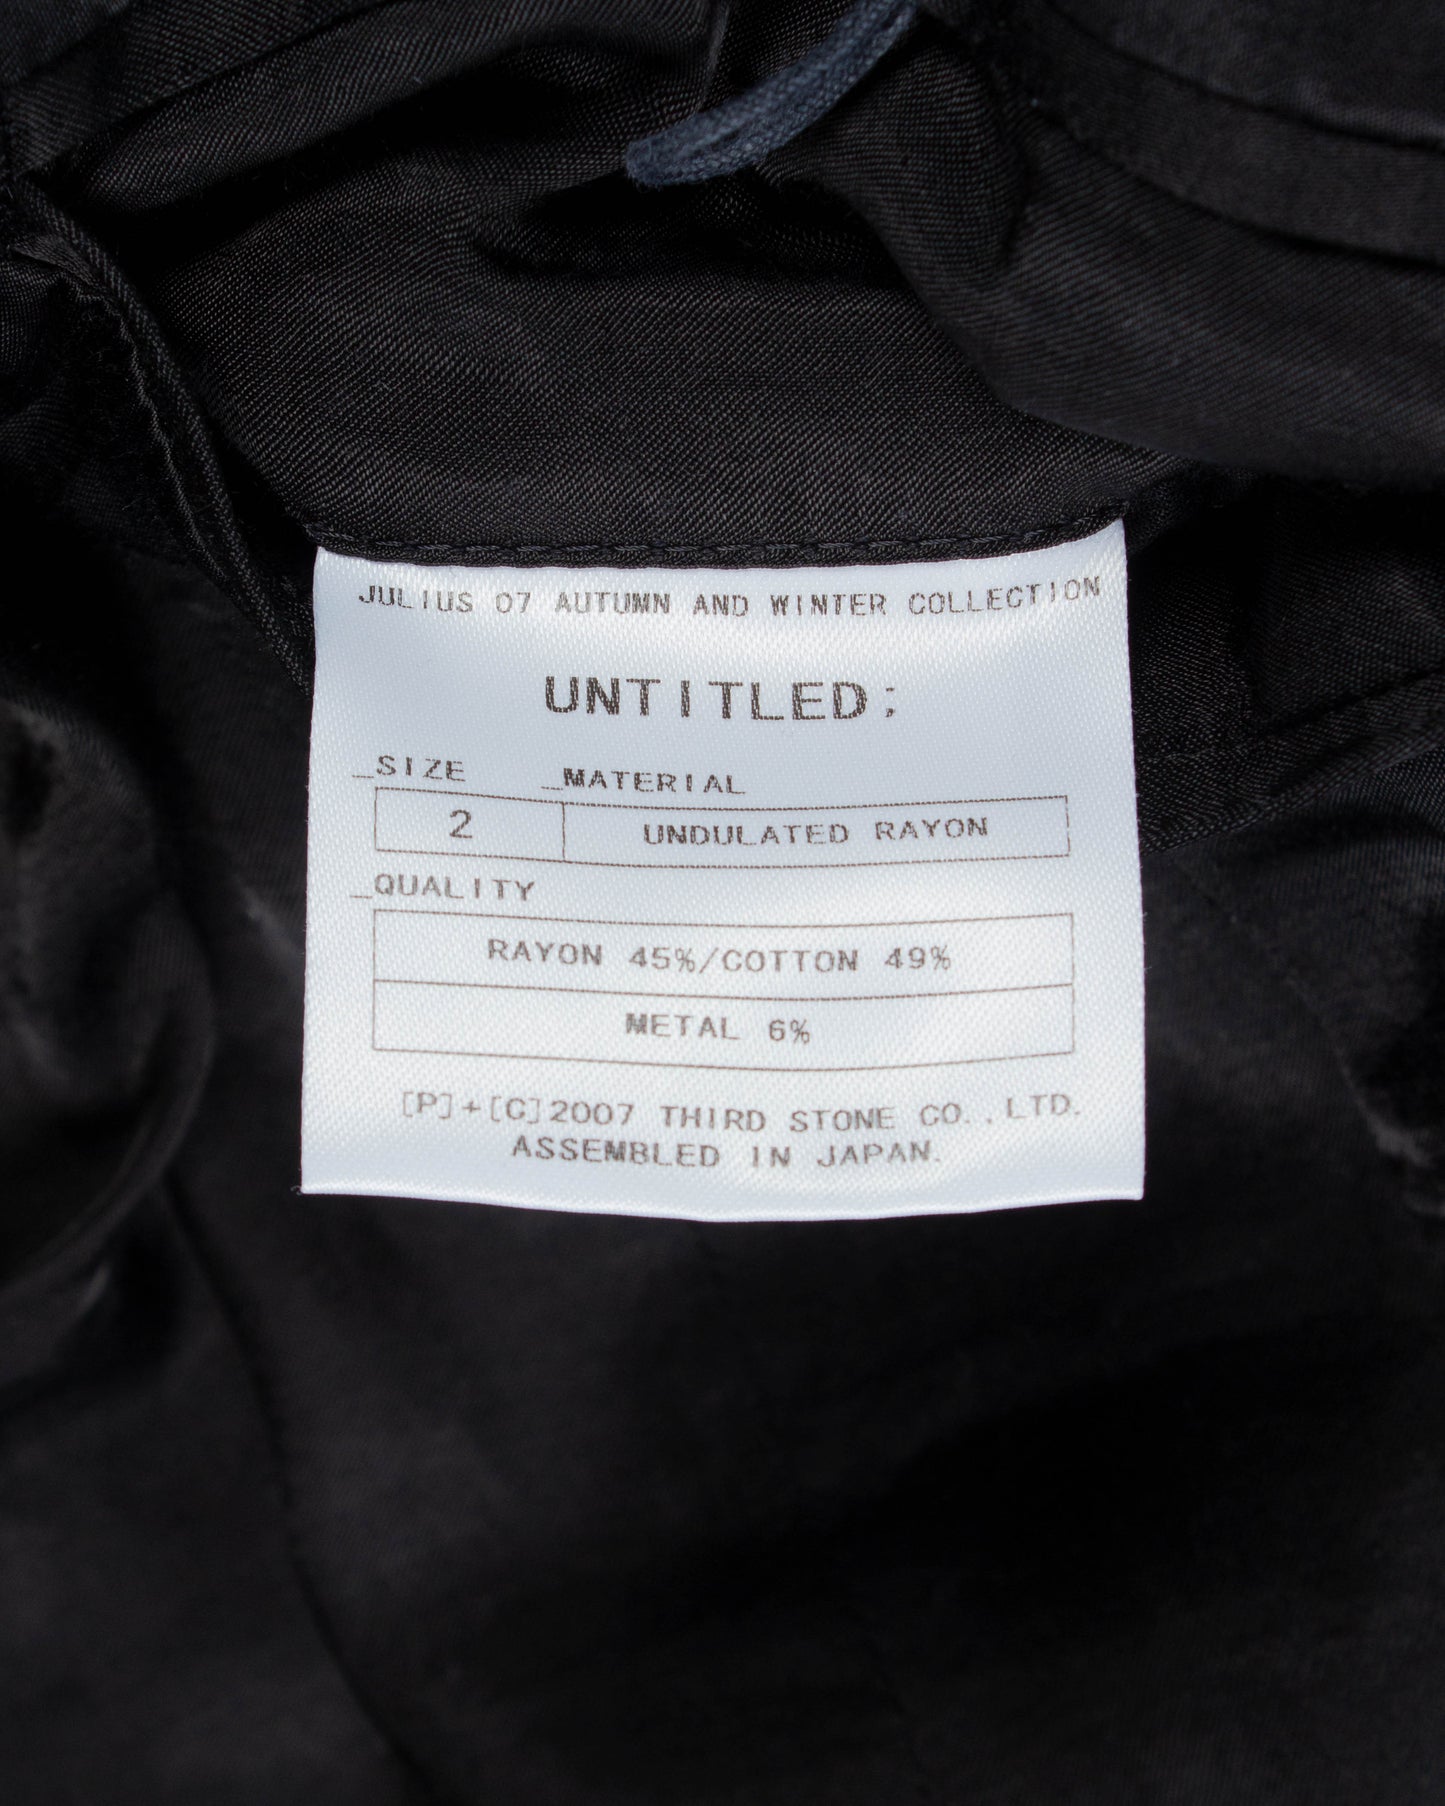 JULIUS 07 AUTUMN AND WINTER COLLECTION
UNTITLED;
_SIZE _MATERIAL
2 UNDULATED RAYON
_QUALITY
RAYON 45%/COTTON 49%
METAL 6%
[P]+[C]2007 THIRD STONE CO.,LTD.
ASSEMBLED IN JAPAN.